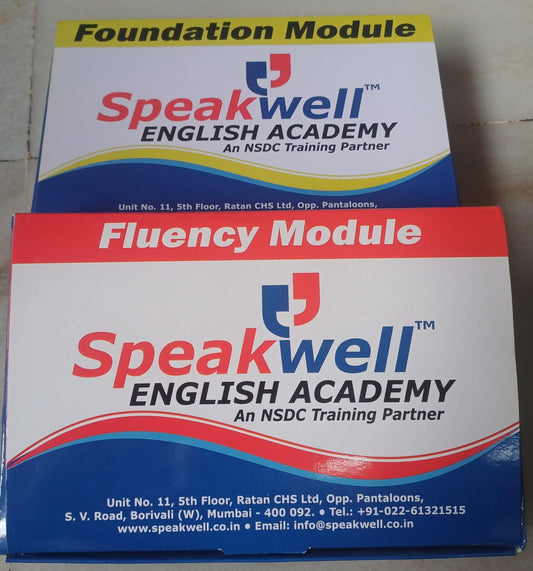 Foundation Module
Speakwell™
ENGLISH ACADEMY
An NSDC Training Partner
Unit No. 11, 5th Floor, Ratan CHS Ltd, Opp. Pantaloons,
Fluency Module
Speakwell™
ENGLISH ACADEMY
An NSDC Training Partner
Unit No. 11, 5th Floor, Ratan CHS Ltd, Opp. Pantaloons,
S. V. Road, Borivali (W), Mumbai - 400 092. • Tel.: +91-022-61321515
www.speakwell.co.in • Email: info@speakwell.co.in